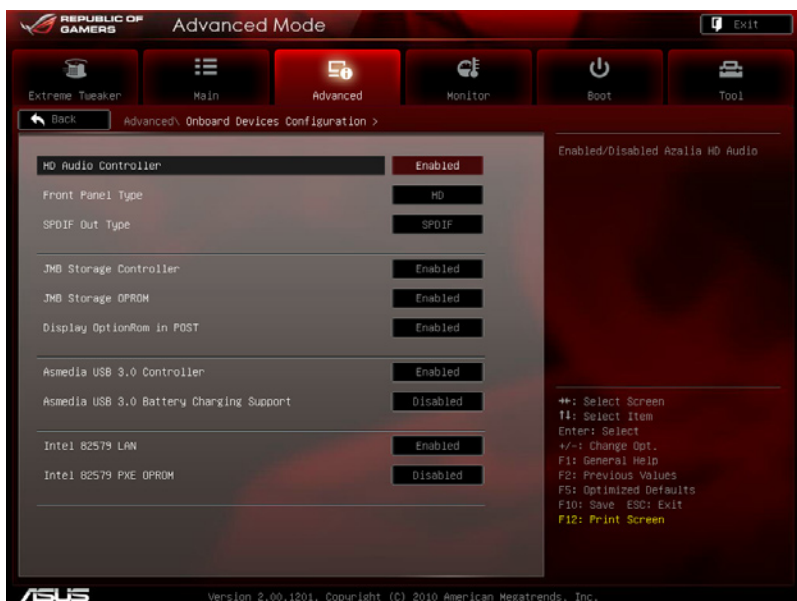 REPUBLIC OF
GAMERS
Advanced Mode
Exit
Extreme Tweaker
Main
Advanced
Monitor
Boot
Tool
Back
Advanced\ Onboard Devices Configuration >
HD Audio Controller Enabled
Front Panel Type HD
SPDIF Out Type SPDIF
JMB Storage Controller Enabled
JMB Storage OPROM Enabled
Display OptionRom in POST Enabled
Asmedia USB 3.0 Controller Enabled
Asmedia USB 3.0 Battery Charging Support Disabled
Intel 82579 LAN Enabled
Intel 82579 PXE OPROM Disabled
Enabled/Disabled Azalia HD Audio
→←: Select Screen
↑↓: Select Item
Enter: Select
+/-: Change Opt.
F1: General Help
F2: Previous Values
F5: Optimized Defaults
F10: Save ESC: Exit
F12: Print Screen
ASUS
Version 2.00.1201. Copyright (C) 2010 American Megatrends, Inc.